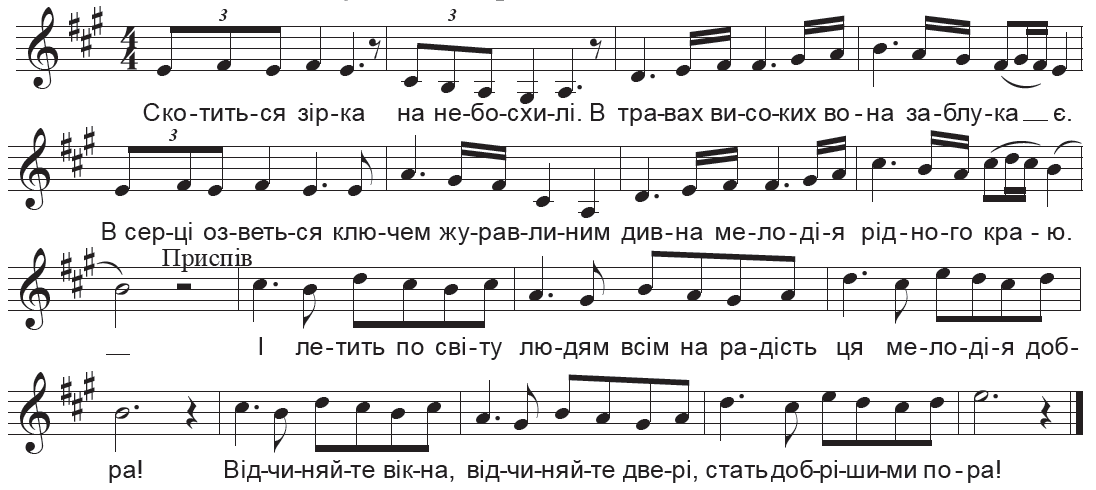 3 3
Ско-тить-ся зір-ка на не-бо-схи-лі. В тра-вах ви-со-ких во-на за-блу-ка є.
3
В сер-ці оз-веть-ся клю-чем жу-рав-ли-ним див-на ме-ло-ді-я рід-но-го кра-ю.
Приспів
І ле-тить по сві-ту лю-дям всім на ра-дість ця ме-ло-ді-я доб-
ра! Від-чи-няй-те вік-на, від-чи-няй-те две-рі, стать доб-рі-ши-ми по-ра!